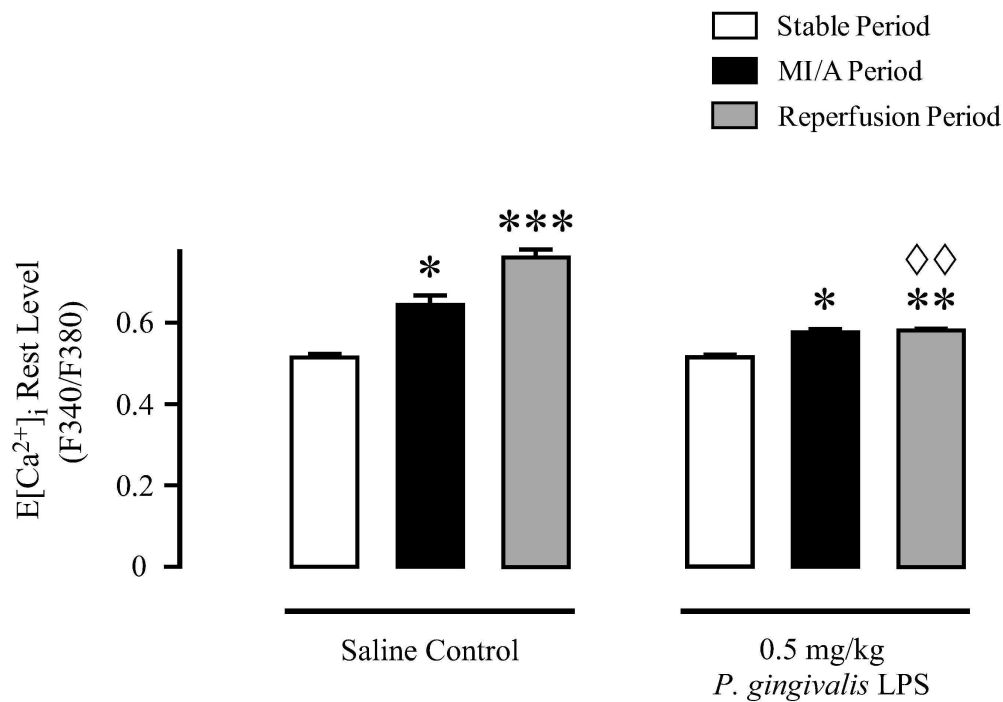 Stable Period
MI/A Period
Reperfusion Period
E[Ca²⁺]ᵢ Rest Level
(F340/F380)
0.6
0.4
0.2
0
*
***
*
◇◇
**
Saline Control
0.5 mg/kg
P. gingivalis LPS